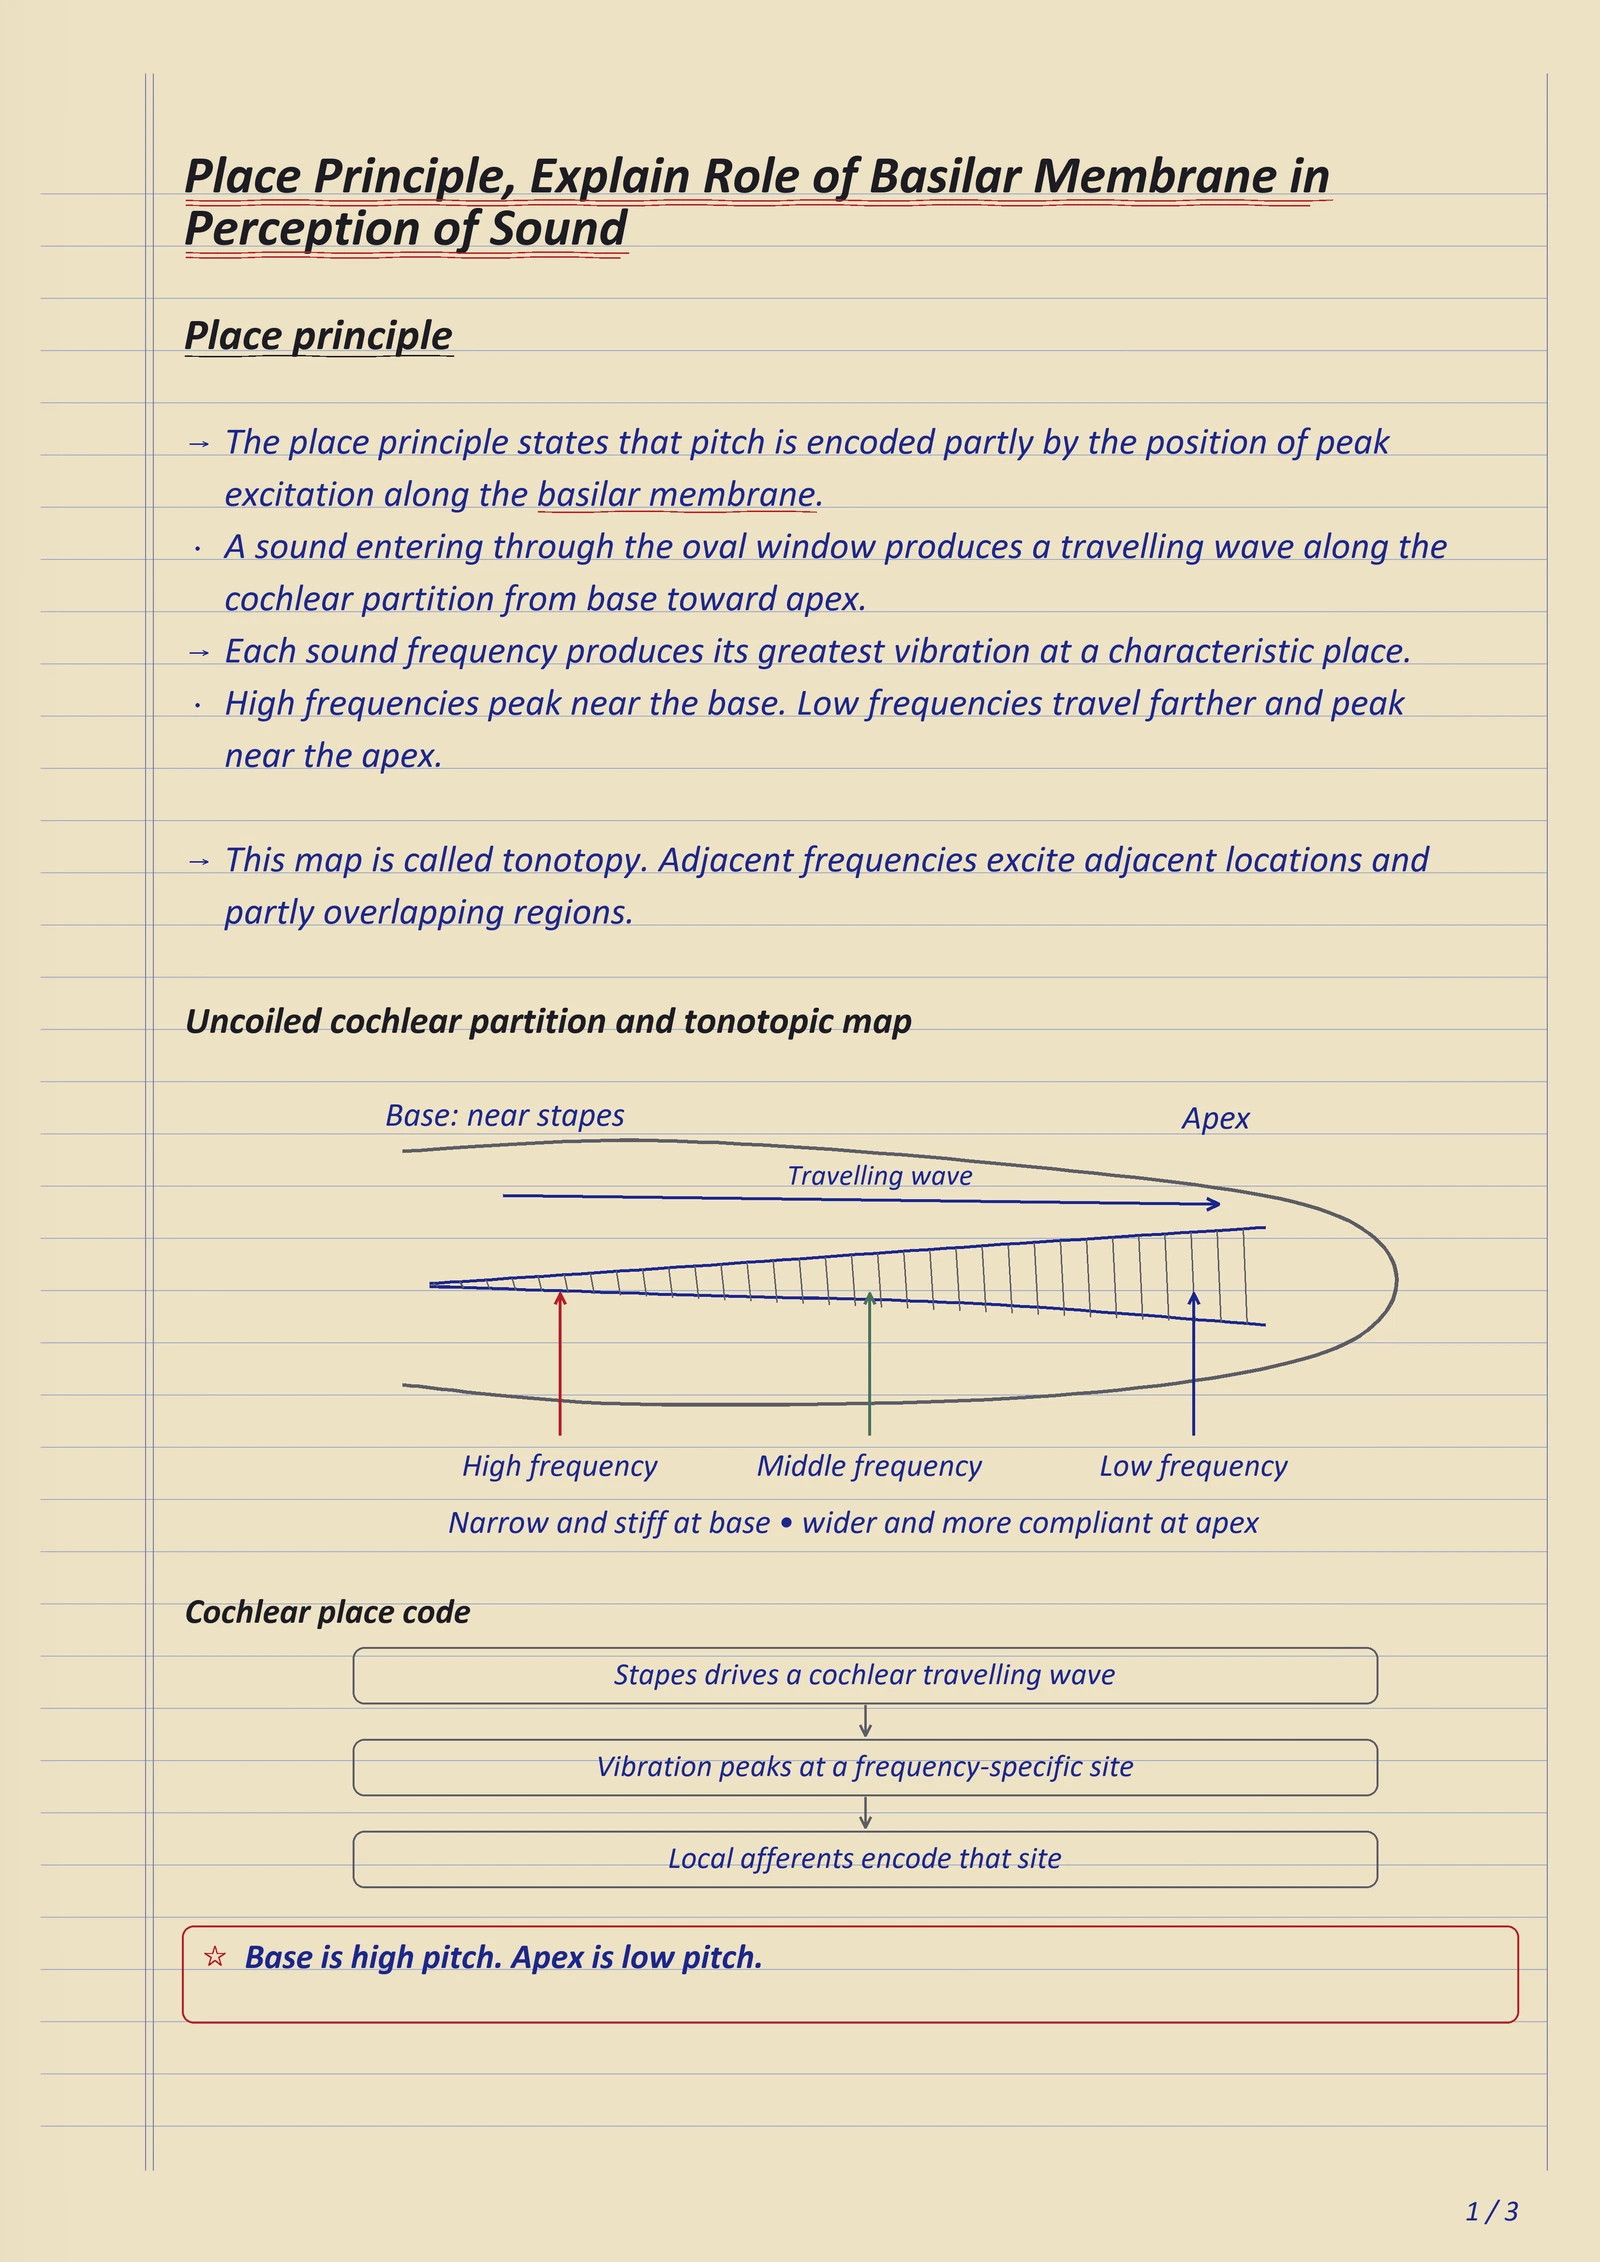 Place Principle, Explain Role of Basilar Membrane in
Perception of Sound
Place principle
→ The place principle states that pitch is encoded partly by the position of peak
excitation along the basilar membrane.
· A sound entering through the oval window produces a travelling wave along the
cochlear partition from base toward apex.
→ Each sound frequency produces its greatest vibration at a characteristic place.
· High frequencies peak near the base. Low frequencies travel farther and peak
near the apex.
→ This map is called tonotopy. Adjacent frequencies excite adjacent locations and
partly overlapping regions.
Uncoiled cochlear partition and tonotopic map
Base: near stapes
Apex
Travelling wave
High frequency
Middle frequency
Low frequency
Narrow and stiff at base • wider and more compliant at apex
Cochlear place code
Stapes drives a cochlear travelling wave
Vibration peaks at a frequency-specific site
Local afferents encode that site
☆ Base is high pitch. Apex is low pitch.
1 / 3